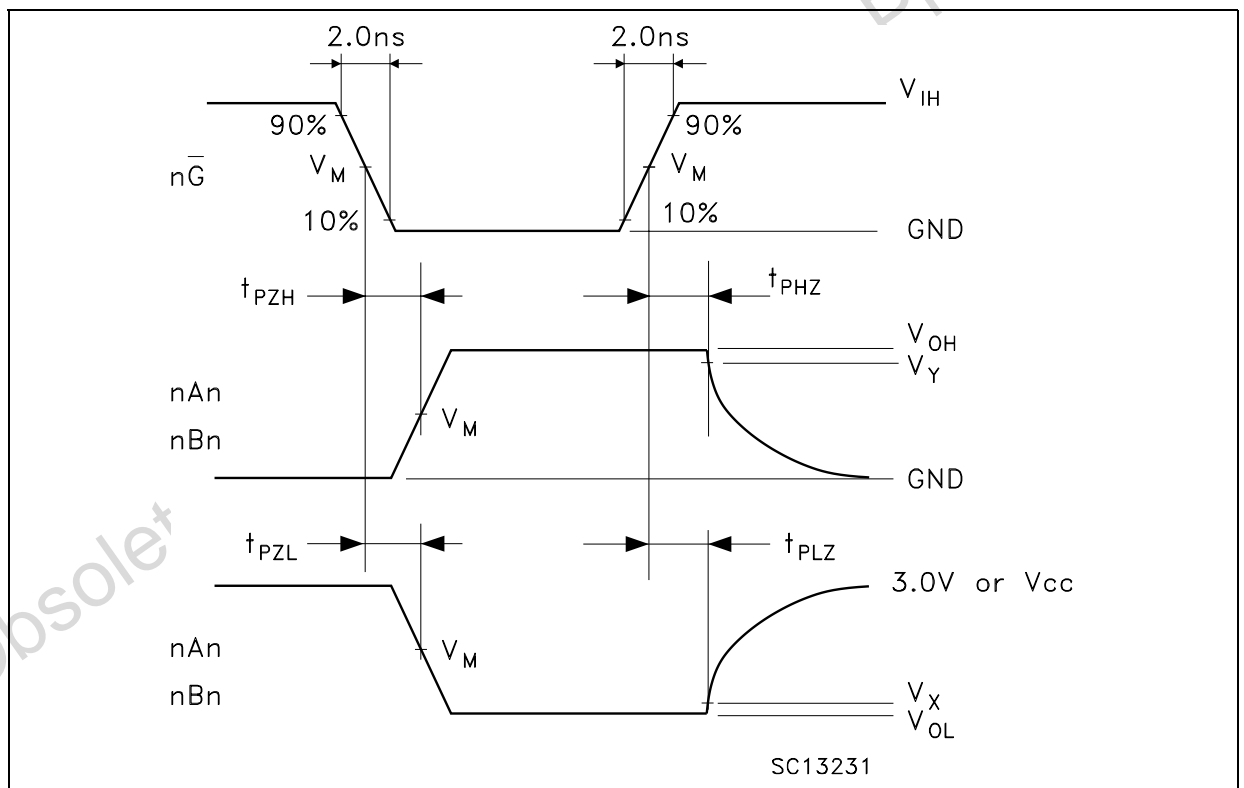 2.0ns 2.0ns
V_IH
90% 90%
nG̅ V_M V_M
10% 10%
GND
t_PZH t_PHZ
V_OH
V_Y
nAn
V_M
nBn
GND
t_PZL t_PLZ
3.0V or Vcc
nAn V_M
nBn V_X
V_OL
SC13231
Obsolet